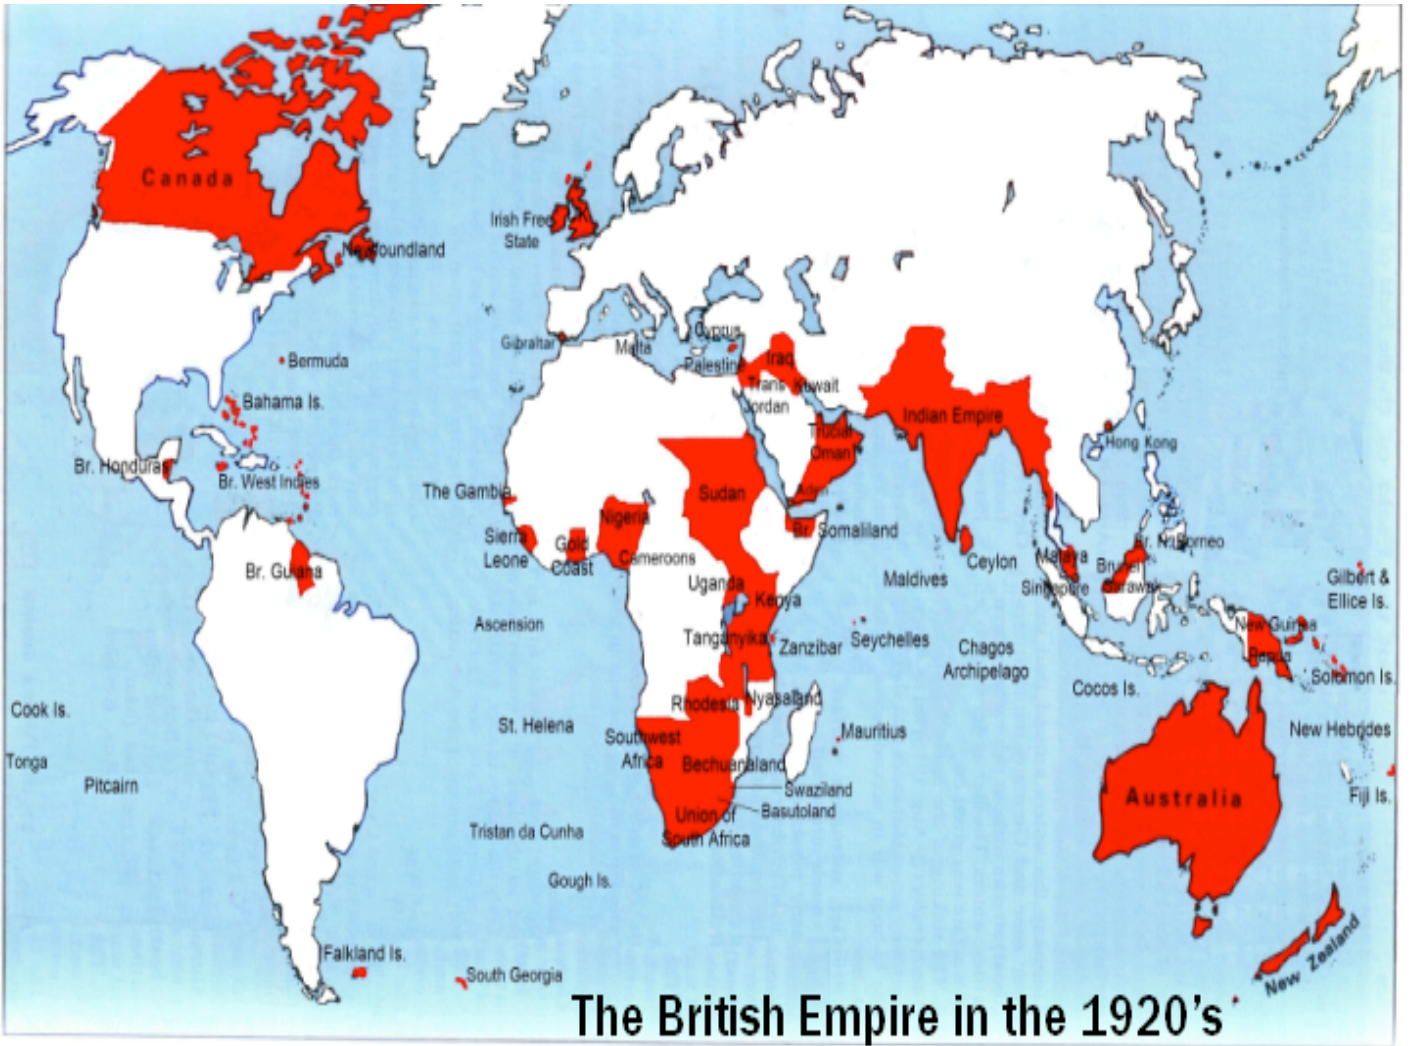 Canada
Newfoundland
Irish Free
State
UK
Gibraltar
Malta
Cyprus
Palestine
Iraq
Trans
Jordan
Kuwait
Bermuda
Bahama Is.
Br. Honduras
Br. West Indies
Br. Guiana
The Gambia
Sierra
Leone
Gold
Coast
Nigeria
Cameroons
Sudan
Trucial
Oman
Aden
Br. Somaliland
Indian Empire
Hong Kong
Ceylon
Maldives
Malaya
Singapore
Brunei
Sarawak
Br. N. Borneo
Gilbert &
Ellice Is.
Uganda
Kenya
Ascension
Tanganyika
Zanzibar
Seychelles
Chagos
Archipelago
Cocos Is.
New Guinea
Papua
Solomon Is.
Cook Is.
Tonga
Pitcairn
St. Helena
Rhodesia
Nyasaland
Mauritius
Southwest
Africa
Bechuanaland
Swaziland
Basutoland
Union of
South Africa
New Hebrides
Fiji Is.
Australia
Tristan da Cunha
Gough Is.
Falkland Is.
South Georgia
New Zealand
The British Empire in the 1920's